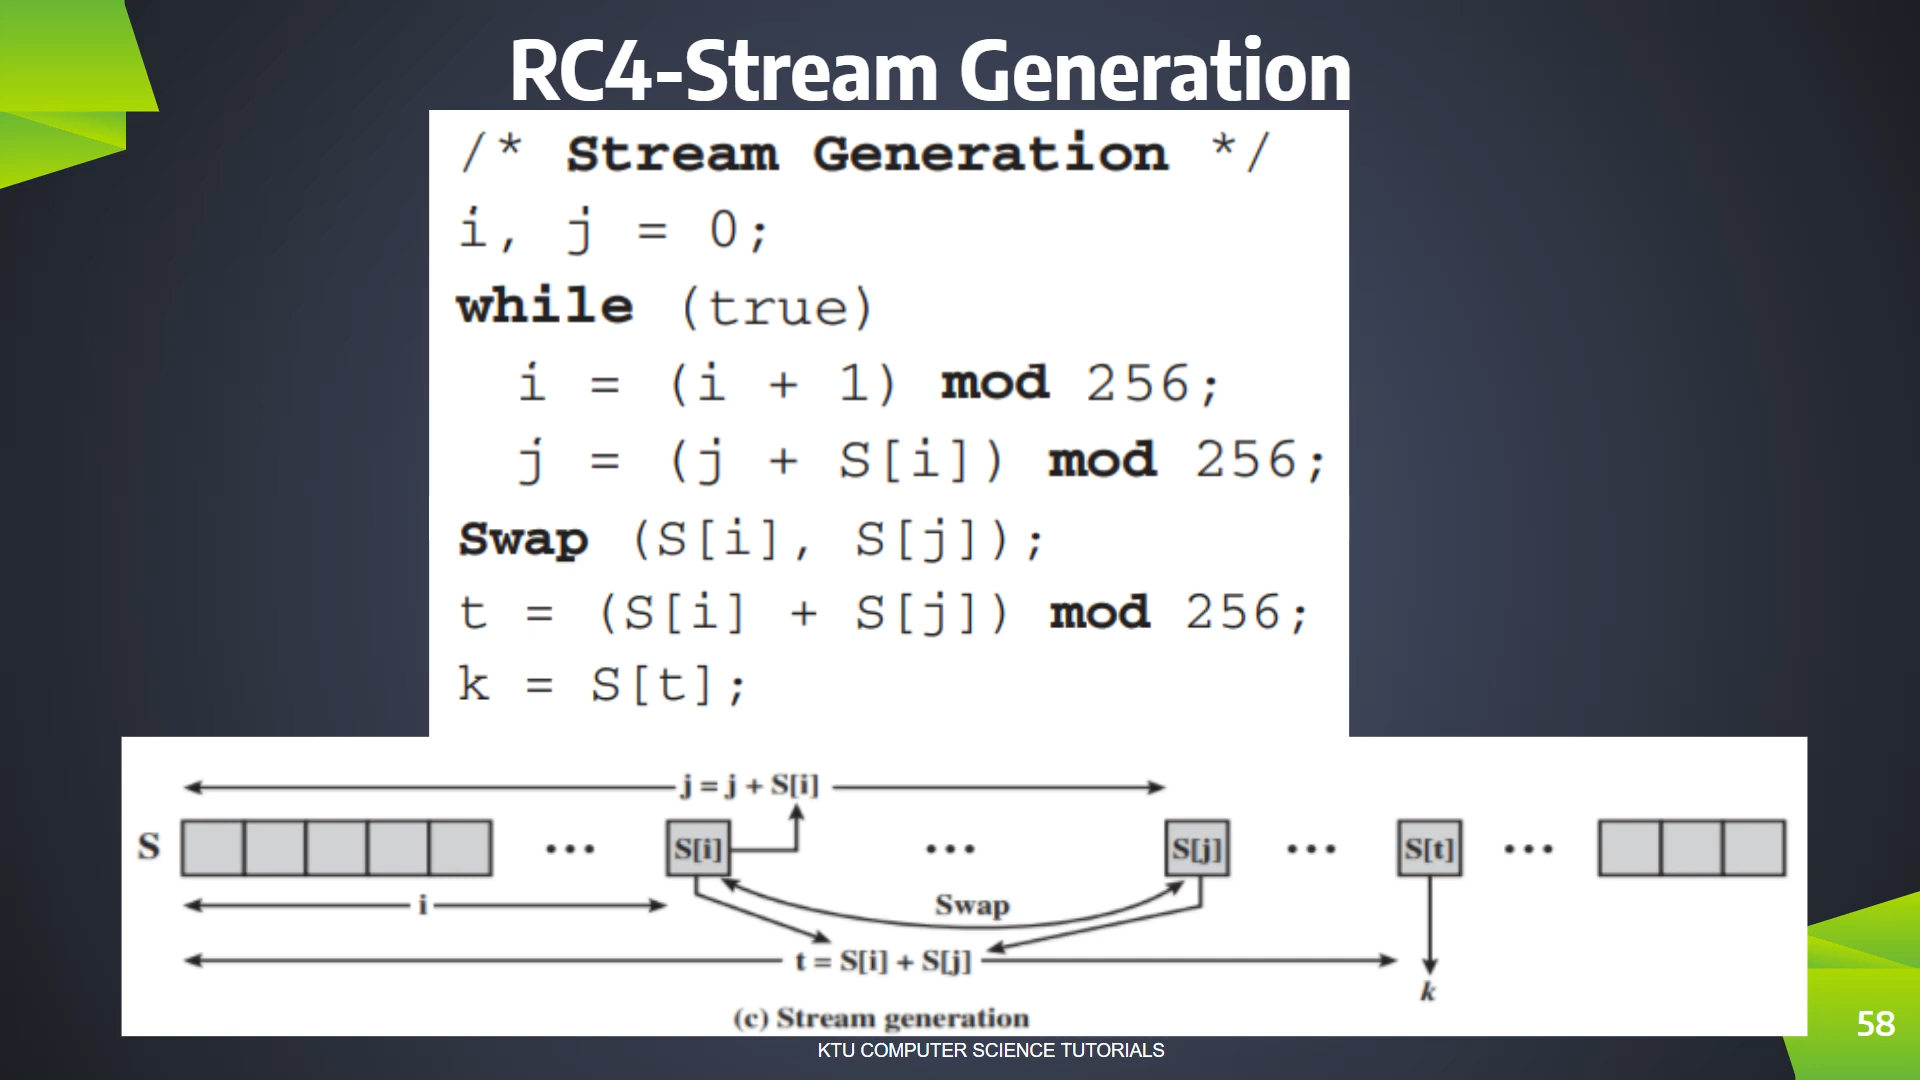 RC4-Stream Generation
/* Stream Generation */
i, j = 0;
while (true)
i = (i + 1) mod 256;
j = (j + S[i]) mod 256;
Swap (S[i], S[j]);
t = (S[i] + S[j]) mod 256;
k = S[t];
j = j + S[i]
S S[i] ••• S[j] ••• S[t] •••
i
Swap
t = S[i] + S[j]
k
(c) Stream generation
58
KTU COMPUTER SCIENCE TUTORIALS